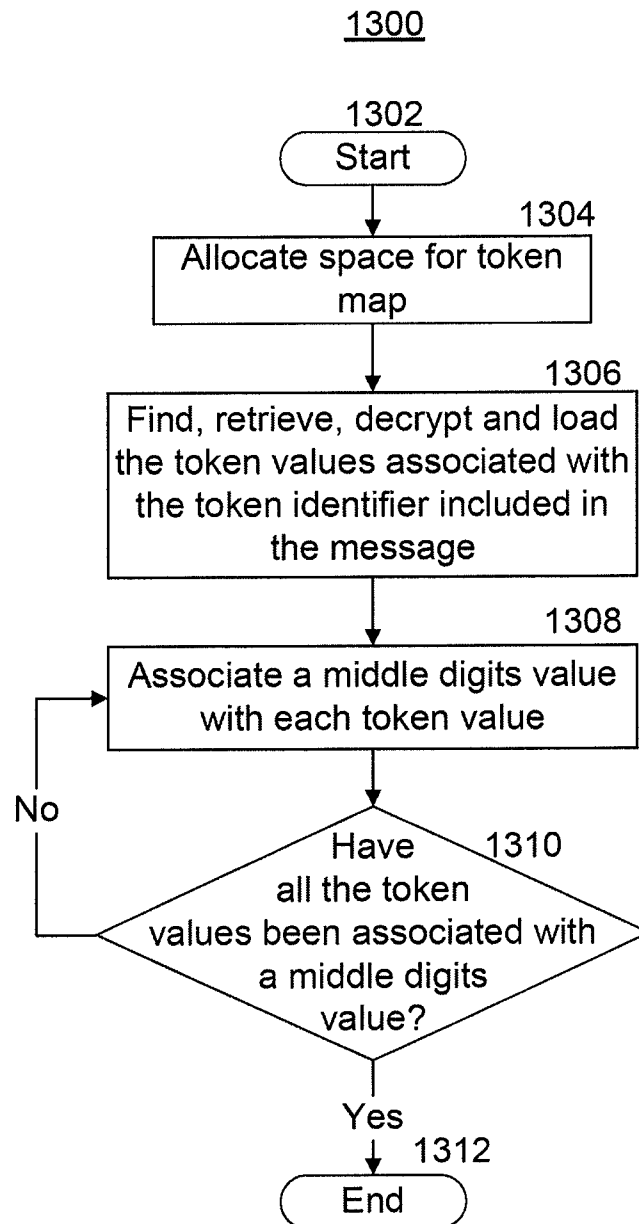 1300
1302
Start
1304
Allocate space for token
map
1306
Find, retrieve, decrypt and load
the token values associated with
the token identifier included in
the message
1308
Associate a middle digits value
with each token value
No
1310
Have
all the token
values been associated with
a middle digits
value?
Yes
1312
End